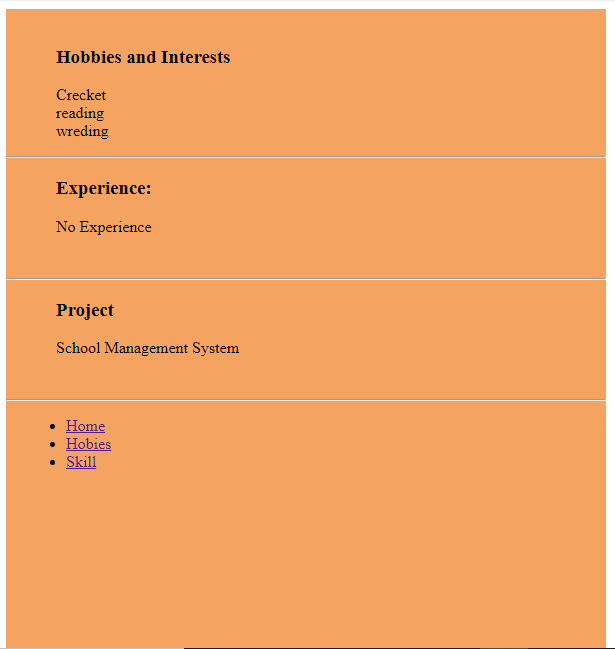 Hobbies and Interests
Crecket
reading
wreding
Experience:
No Experience
Project
School Management System
Home
Hobies
Skill